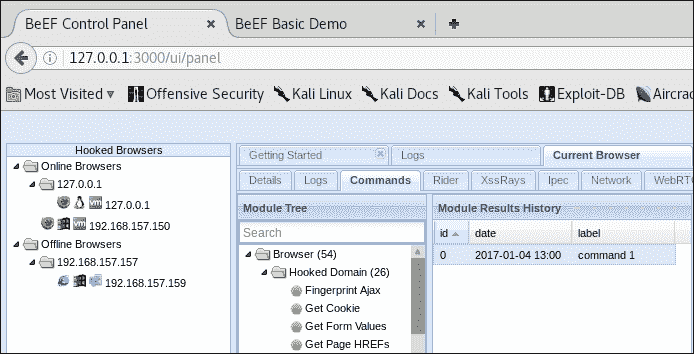 BeEF Control Panel × BeEF Basic Demo ×
127.0.0.1:3000/ui/panel
Most Visited Offensive Security Kali Linux Kali Docs Kali Tools Exploit-DB Aircrac
Hooked Browsers
Online Browsers
127.0.0.1
127.0.0.1
192.168.157.150
Offline Browsers
192.168.157.157
192.168.157.159
Getting Started Logs Current Browser
Details Logs Commands Rider XssRays Ipec Network WebRTC
Module Tree
Search
Browser (54)
Hooked Domain (26)
Fingerprint Ajax
Get Cookie
Get Form Values
Get Page HREFs
Module Results History
id date label
0 2017-01-04 13:00 command 1